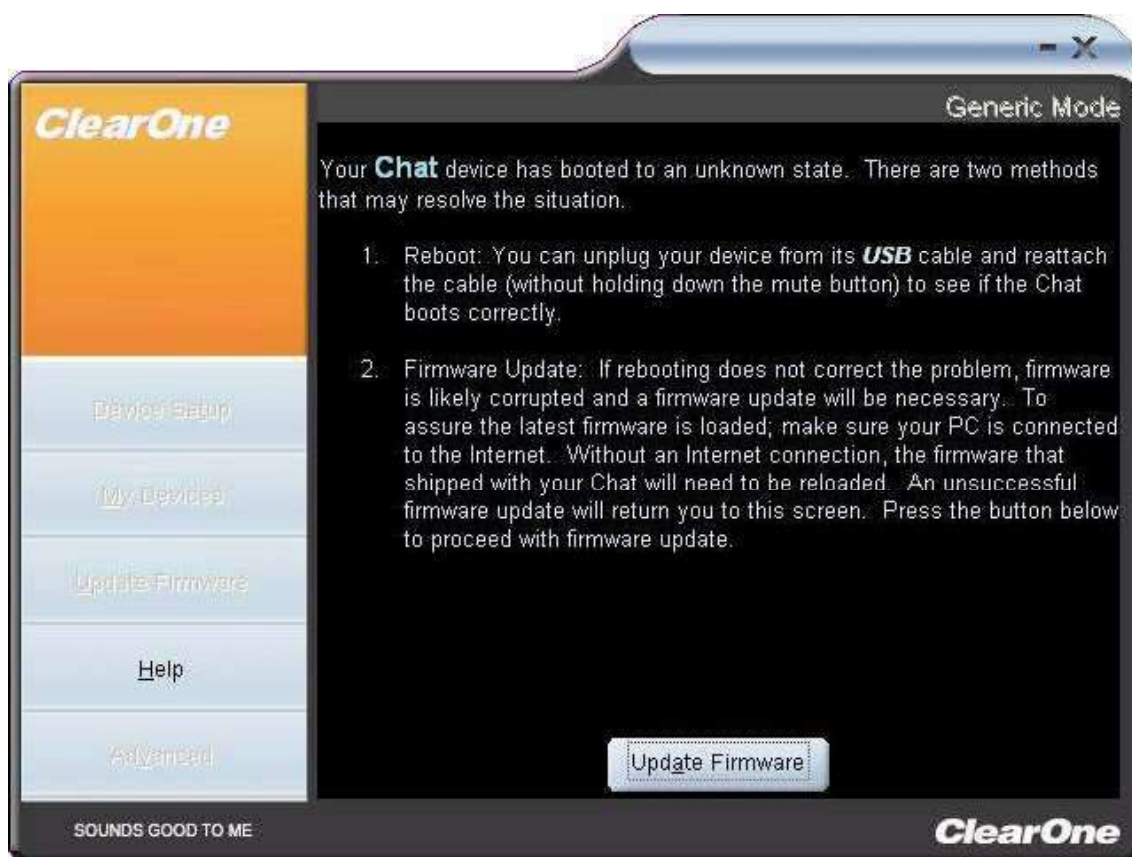 - X
ClearOne
Generic Mode
Your Chat device has booted to an unknown state. There are two methods
that may resolve the situation.
1. Reboot: You can unplug your device from its USB cable and reattach
the cable (without holding down the mute button) to see if the Chat
boots correctly.
2. Firmware Update: If rebooting does not correct the problem, firmware
is likely corrupted and a firmware update will be necessary. To
assure the latest firmware is loaded, make sure your PC is connected
to the Internet. Without an Internet connection, the firmware that
shipped with your Chat will need to be reloaded. An unsuccessful
firmware update will return you to this screen. Press the button below
to proceed with firmware update.
Device Setup
My Devices
Update Firmware
Help
Advanced
Update Firmware
SOUNDS GOOD TO ME
ClearOne